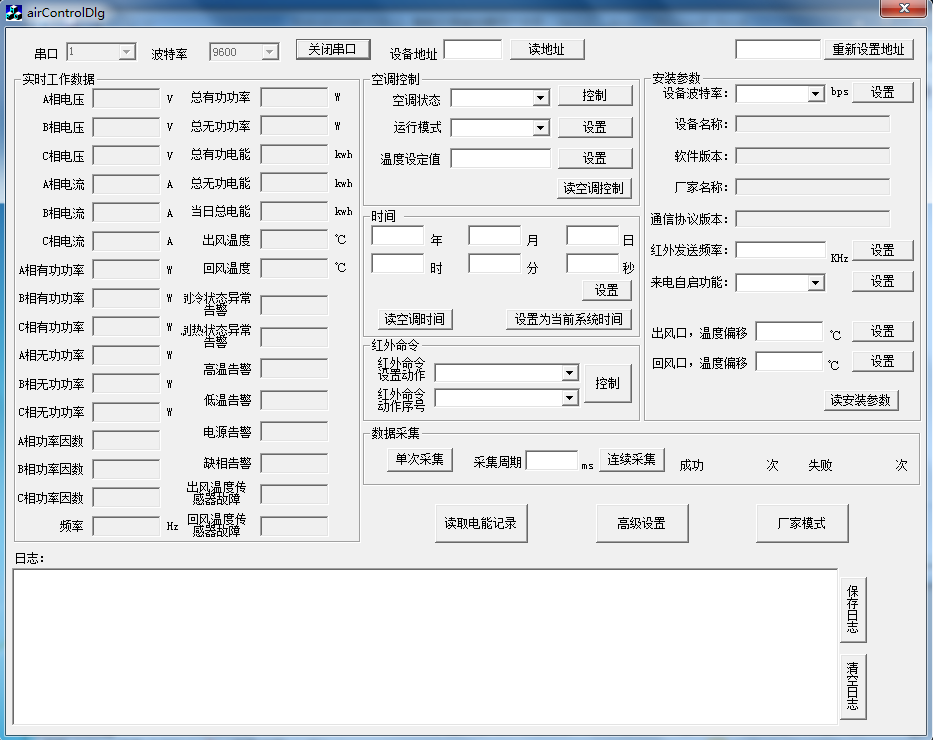 airControlDlg
串口 1 波特率 9600 关闭串口 设备地址 读地址 重新设置地址
实时工作数据
A相电压 V 总有功功率 W
B相电压 V 总无功功率 W
C相电压 V 总有功电能 kwh
A相电流 A 总无功电能 kwh
B相电流 A 当日总电能 kwh
C相电流 A 出风温度 ℃
A相有功功率 W 回风温度 ℃
B相有功功率 W 制冷状态异常
告警
C相有功功率 W 制热状态异常
告警
A相无功功率 W 高温告警
B相无功功率 W 低温告警
C相无功功率 W 电源告警
A相功率因数 缺相告警
B相功率因数 出风温度传
感器故障
C相功率因数 回风温度传
感器故障
频率 Hz
空调控制
空调状态 控制
运行模式 设置
温度设定值 设置
读空调控制
时间
年 月 日
时 分 秒
设置
读空调时间 设置为当前系统时间
红外命令
红外命令
设置动作
控制
红外命令
动作序号
安装参数
设备波特率： bps 设置
设备名称：
软件版本：
厂家名称：
通信协议版本：
红外发送频率： KHz 设置
来电自启功能： 设置
出风口，温度偏移 ℃ 设置
回风口，温度偏移 ℃ 设置
读安装参数
数据采集
单次采集 采集周期 ms 连续采集 成功 次 失败 次
读取电能记录 高级设置 厂家模式
日志：
保存日志
清空日志